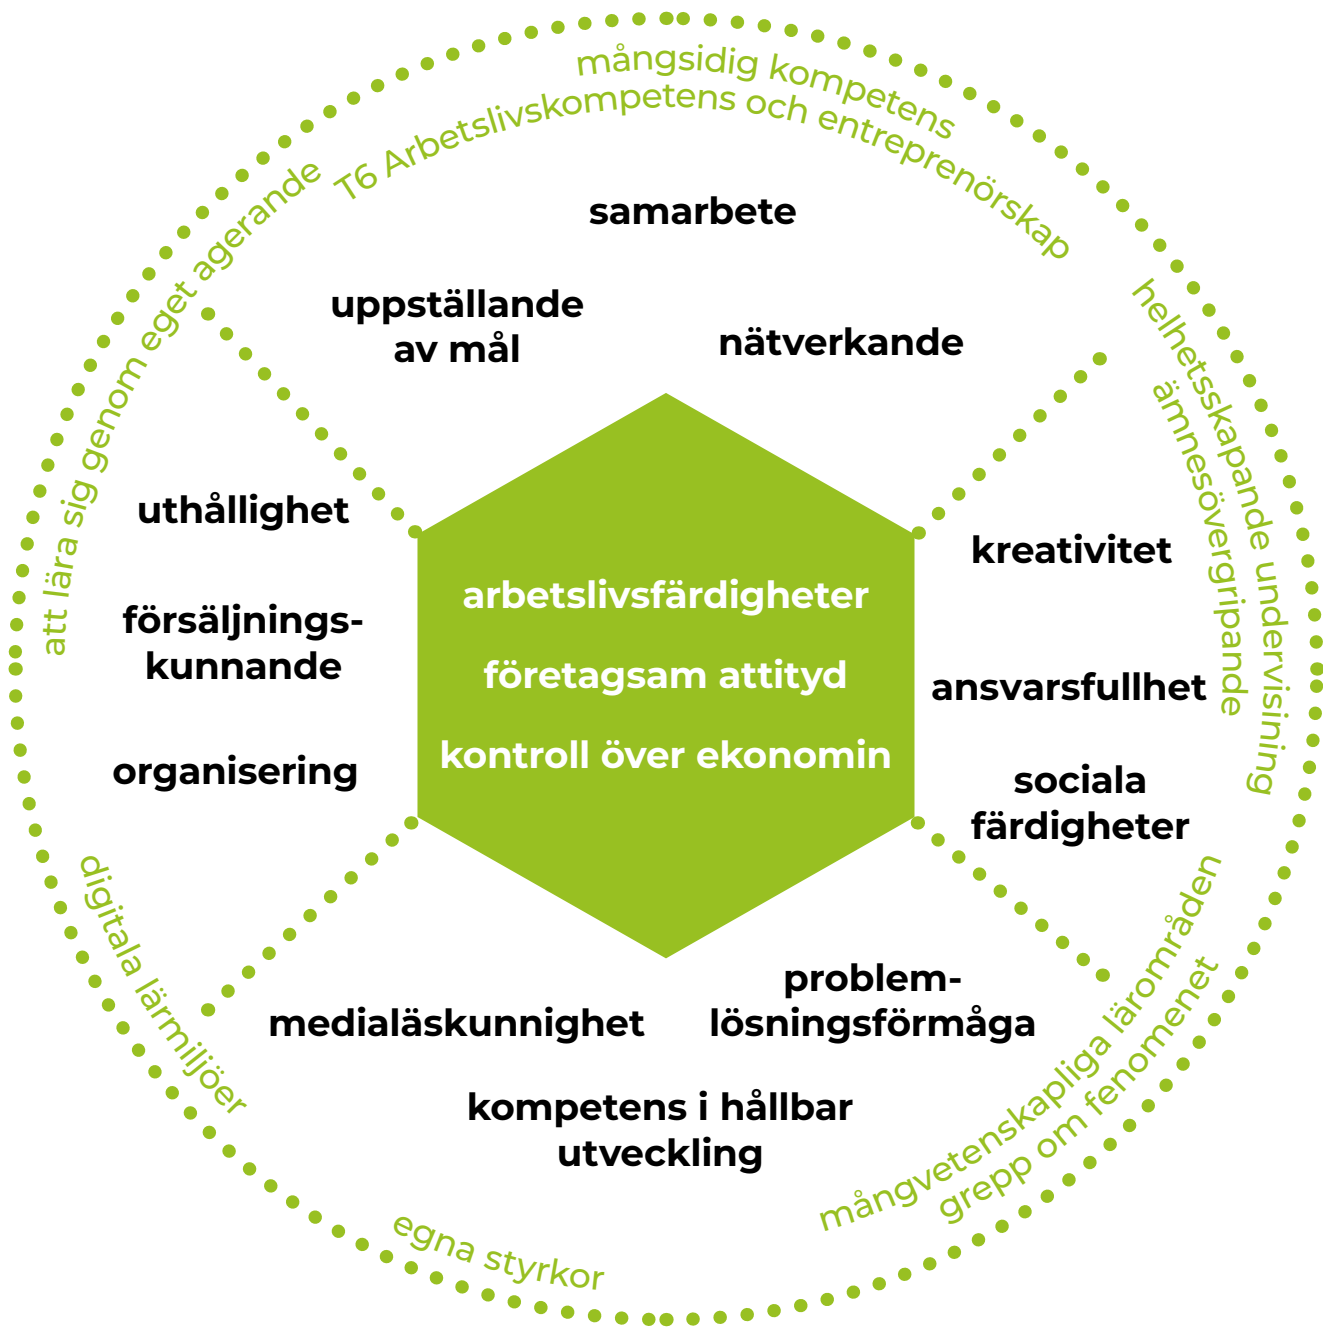 mångsidig kompetens
T6 Arbetslivskompetens och entreprenörskap
att lära sig genom eget agerande
helhetsskapande undervisining
ämnesövergripande
samarbete
uppställande
av mål
nätverkande
uthållighet
försäljnings-
kunnande
organisering
arbetslivsfärdigheter
företagsam attityd
kontroll över ekonomin
kreativitet
ansvarsfullhet
sociala
färdigheter
medialäskunnighet
problem-
lösningsförmåga
kompetens i hållbar
utveckling
digitala lärmiljöer
egna styrkor
mångvetenskapliga lärområden
grepp om fenomenet